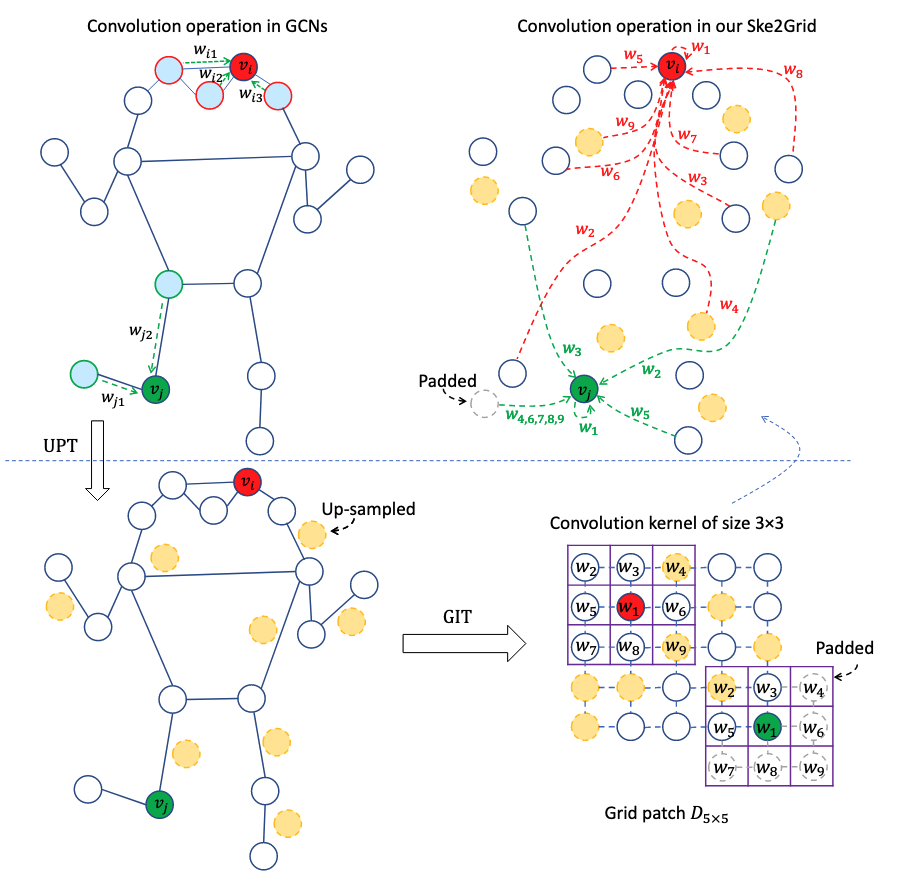 Convolution operation in GCNs
w_{i1}
v_i
w_{i2}
w_{i3}
w_{j2}
w_{j1}
v_j
UPT
Convolution operation in our Ske2Grid
w_5
v_i
w_1
w_8
w_9
w_7
w_6
w_3
w_2
w_4
w_3
w_2
Padded
v_j
w_{4,6,7,8,9}
w_1
w_5
v_i
Up-sampled
v_j
GIT
Convolution kernel of size 3×3
w_2 w_3 w_4
w_5 w_1 w_6
w_7 w_8 w_9
Padded
w_2 w_3 w_4
w_5 w_1 w_6
w_7 w_8 w_9
Grid patch D_{5×5}